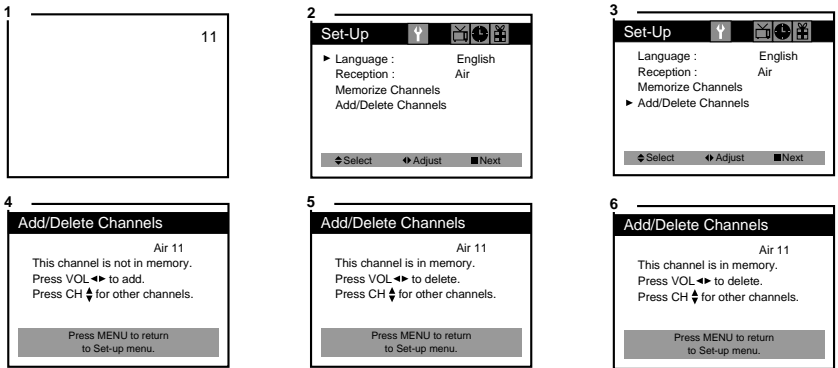 1
11
2
Set-Up
Language : English
Reception : Air
Memorize Channels
Add/Delete Channels
Select Adjust Next
3
Set-Up
Language : English
Reception : Air
Memorize Channels
Add/Delete Channels
Select Adjust Next
4
Add/Delete Channels
Air 11
This channel is not in memory.
Press VOL◄► to add.
Press CH▲▼ for other channels.
Press MENU to return
to Set-up menu.
5
Add/Delete Channels
Air 11
This channel is in memory.
Press VOL◄► to delete.
Press CH▲▼ for other channels.
Press MENU to return
to Set-up menu.
6
Add/Delete Channels
Air 11
This channel is in memory.
Press VOL◄► to delete.
Press CH▲▼ for other channels.
Press MENU to return
to Set-up menu.